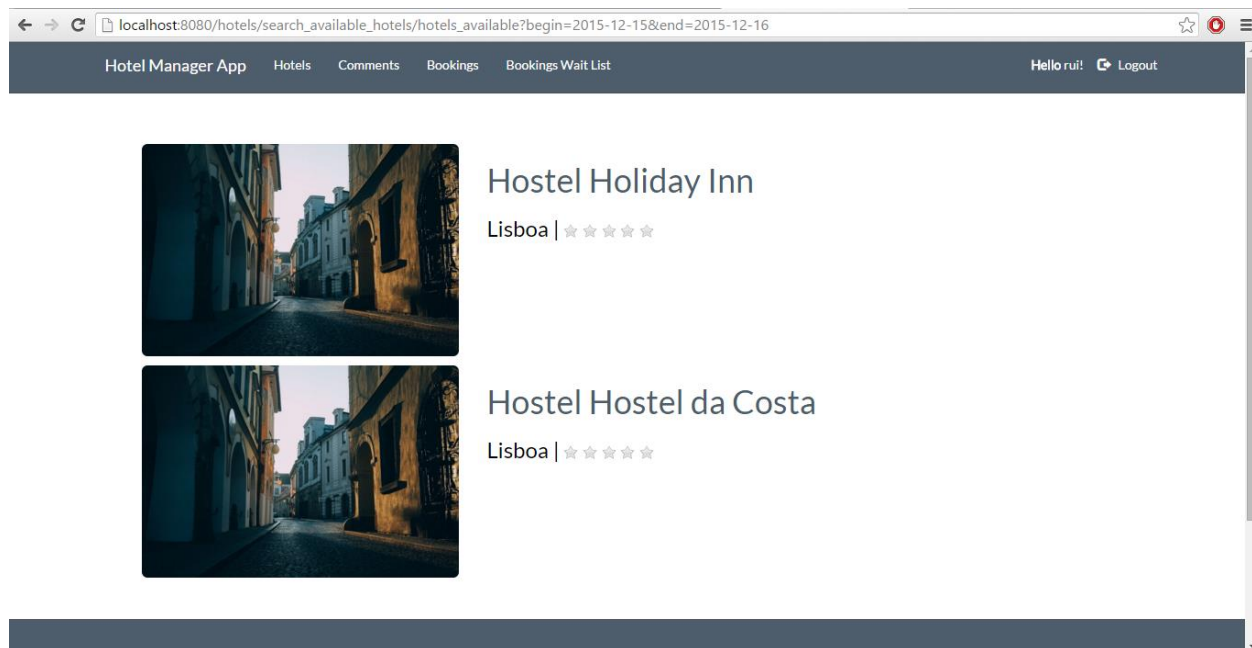 localhost:8080/hotels/search_available_hotels/hotels_available?begin=2015-12-15&end=2015-12-16
Hotel Manager App Hotels Comments Bookings Bookings Wait List Hello rui! Logout
Hostel Holiday Inn
Lisboa |
Hostel Hostel da Costa
Lisboa |